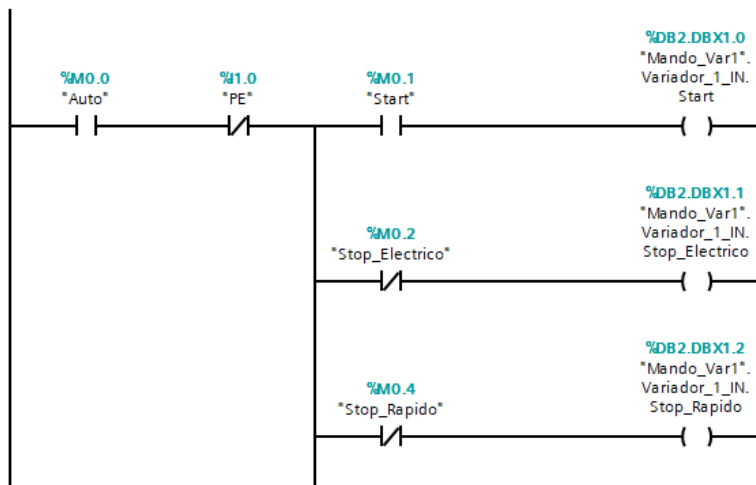 %DB2.DBX1.0
"Mando_Var1".
Variador_1_IN.
Start
%M0.0
"Auto"
%I1.0
"PE"
%M0.1
"Start"
%DB2.DBX1.1
"Mando_Var1".
Variador_1_IN.
Stop_Electrico
%M0.2
"Stop_Electrico"
%DB2.DBX1.2
"Mando_Var1".
Variador_1_IN.
Stop_Rapido
%M0.4
"Stop_Rapido"